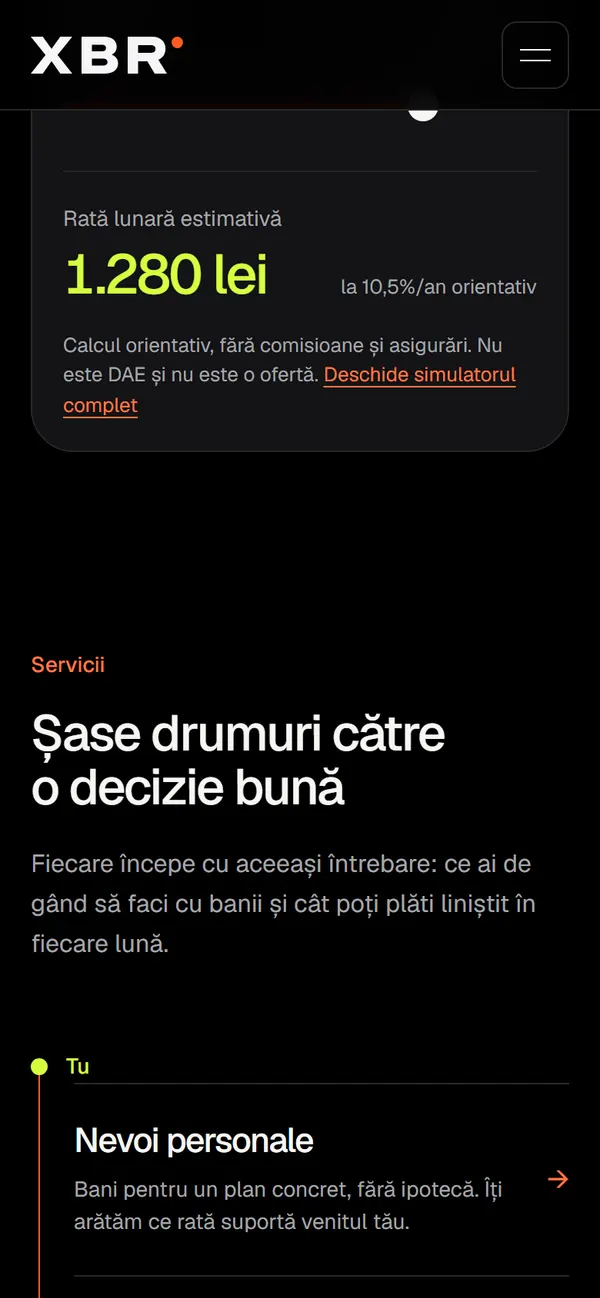 XBR
Rată lunară estimativă
1.280 lei
la 10,5%/an orientativ
Calcul orientativ, fără comisioane și asigurări. Nu
este DAE și nu este o ofertă. Deschide simulatorul
complet
Servicii
Șase drumuri către
o decizie bună
Fiecare începe cu aceeași întrebare: ce ai de
gând să faci cu banii și cât poți plăti liniștit în
fiecare lună.
Tu
Nevoi personale
Bani pentru un plan concret, fără ipotecă. Îți
arătăm ce rată suportă venitul tău.